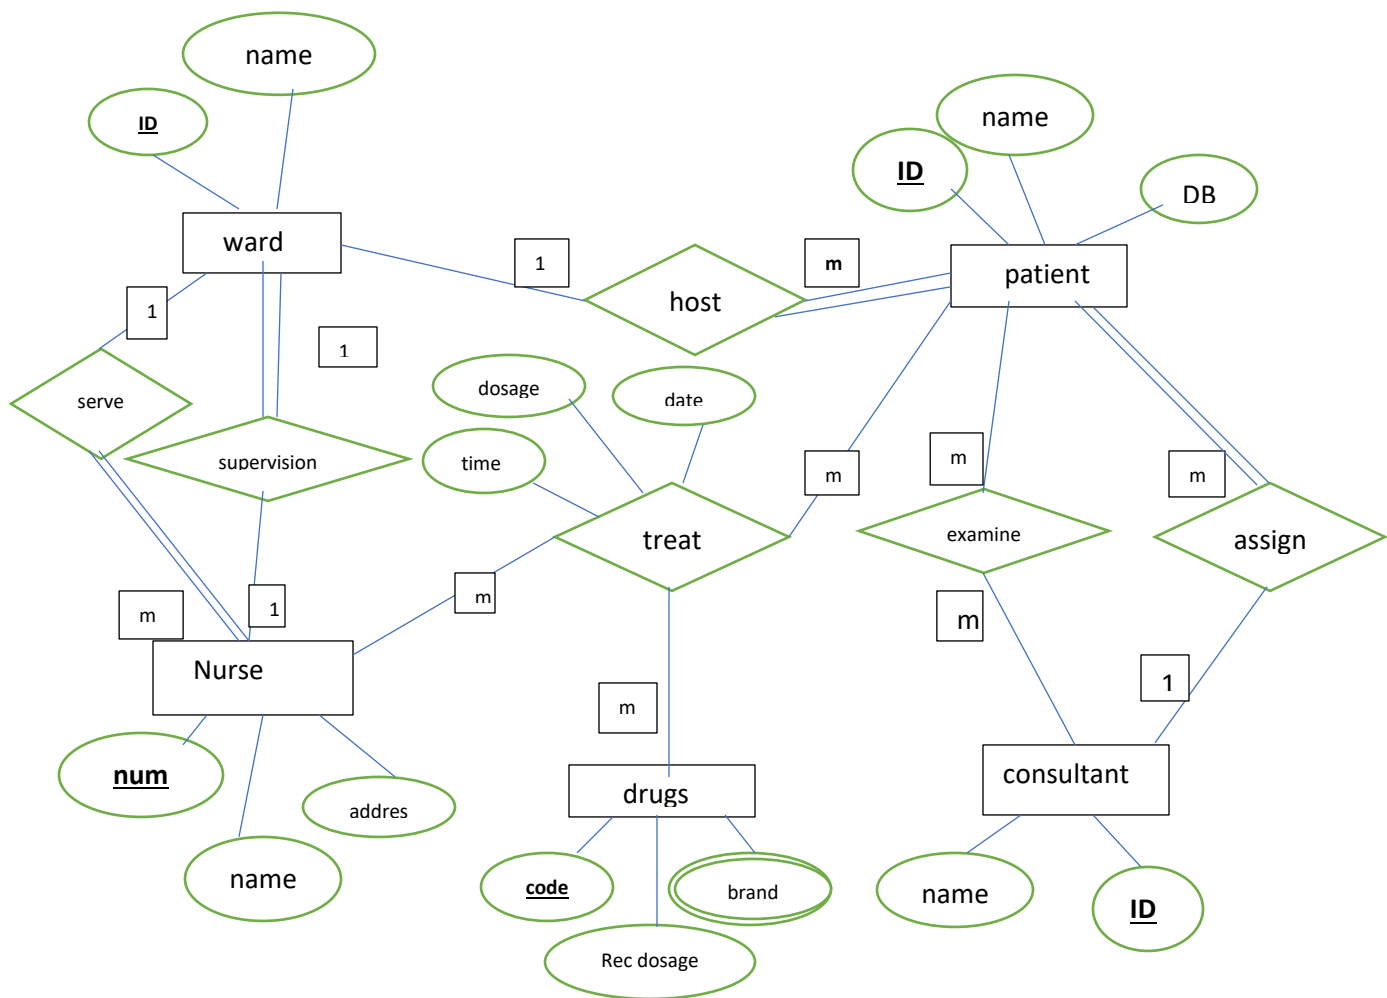 name
ID
name
ID
DB
ward
1
m
patient
host
1
1
serve
dosage
date
supervision
time
m
m
m
treat
examine
assign
m
m
1
m
Nurse
1
m
num
addres
drugs
consultant
name
code
brand
name
ID
Rec dosage